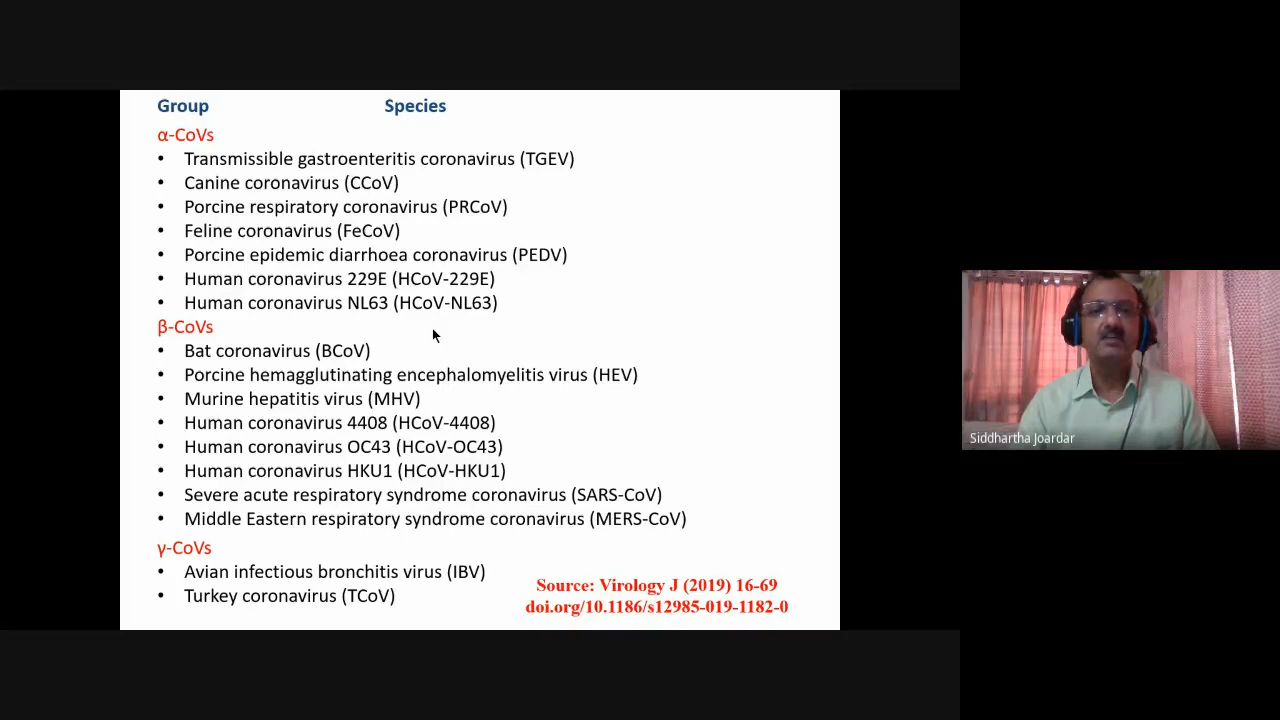 Group Species
α-CoVs
• Transmissible gastroenteritis coronavirus (TGEV)
• Canine coronavirus (CCoV)
• Porcine respiratory coronavirus (PRCoV)
• Feline coronavirus (FeCoV)
• Porcine epidemic diarrhoea coronavirus (PEDV)
• Human coronavirus 229E (HCoV-229E)
• Human coronavirus NL63 (HCoV-NL63)
β-CoVs
• Bat coronavirus (BCoV)
• Porcine hemagglutinating encephalomyelitis virus (HEV)
• Murine hepatitis virus (MHV)
• Human coronavirus 4408 (HCoV-4408)
• Human coronavirus OC43 (HCoV-OC43)
• Human coronavirus HKU1 (HCoV-HKU1)
• Severe acute respiratory syndrome coronavirus (SARS-CoV)
• Middle Eastern respiratory syndrome coronavirus (MERS-CoV)
γ-CoVs
• Avian infectious bronchitis virus (IBV)
• Turkey coronavirus (TCoV)
Source: Virology J (2019) 16-69
doi.org/10.1186/s12985-019-1182-0
Siddhartha Joardar